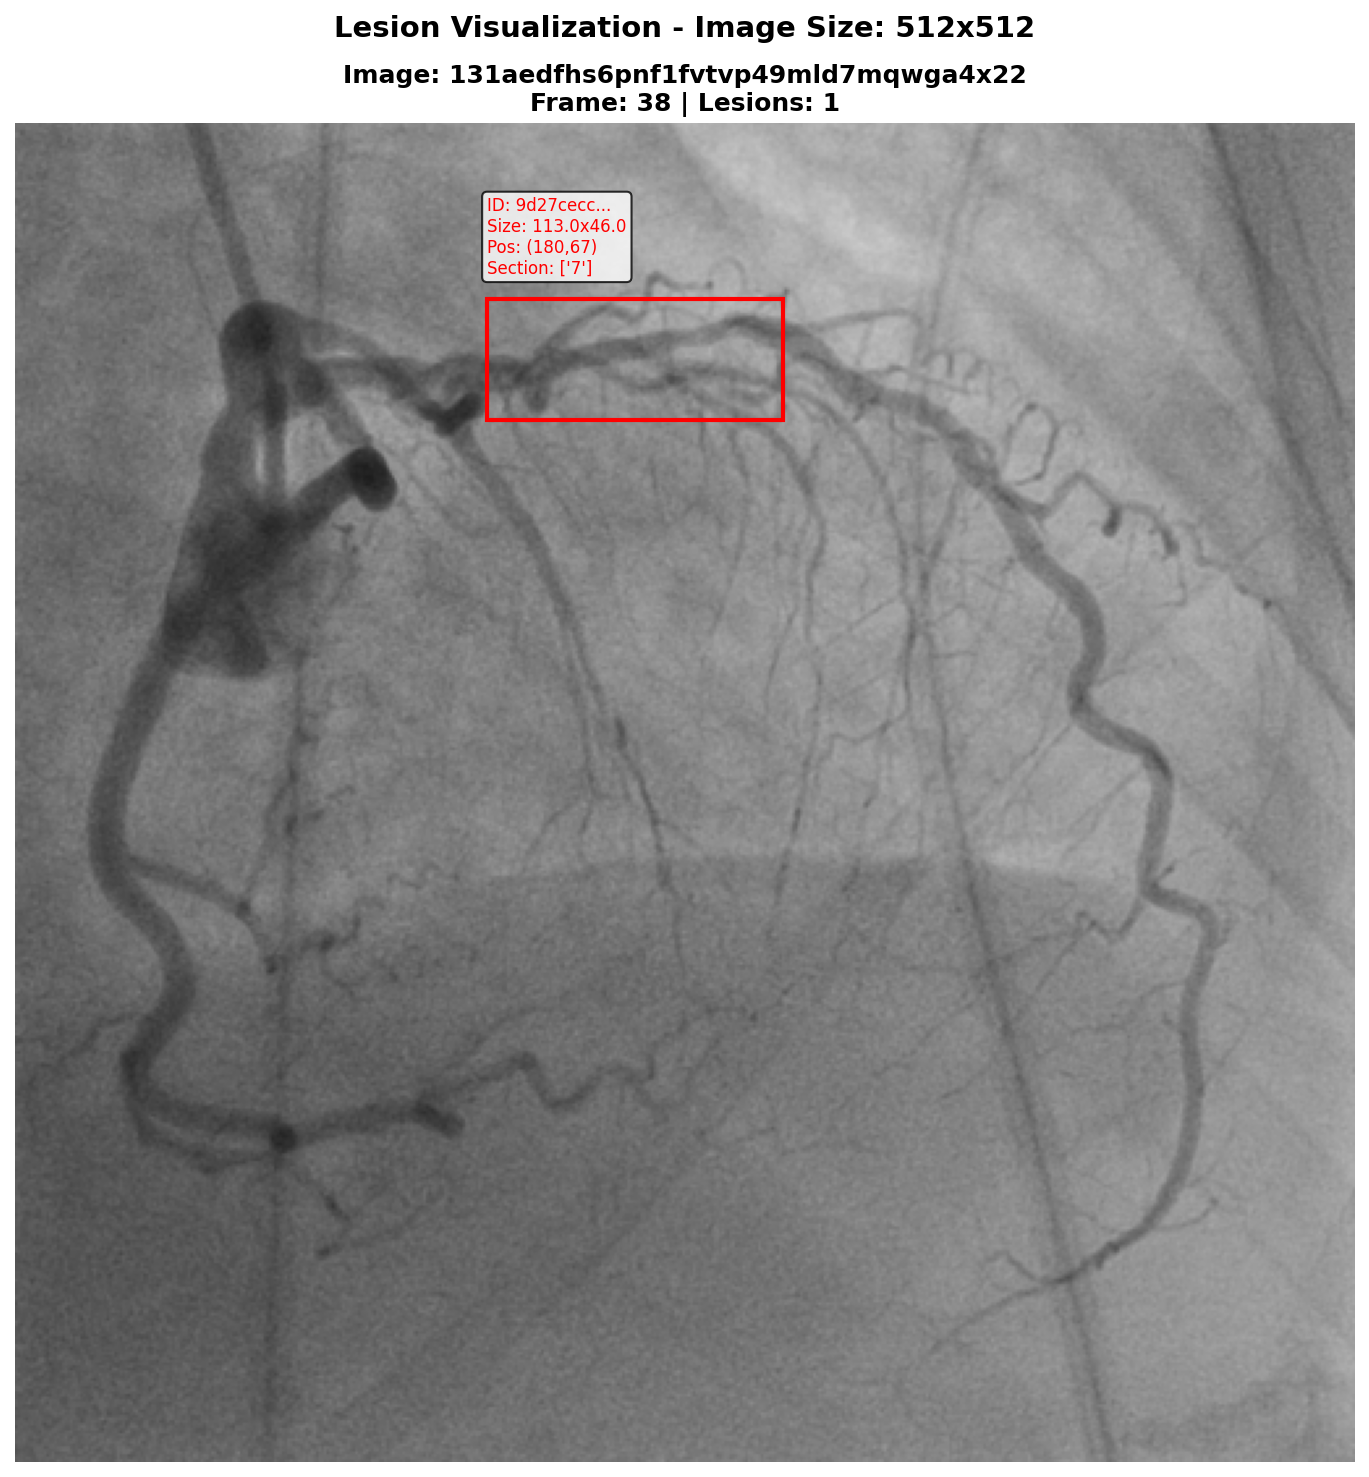 Lesion Visualization - Image Size: 512x512
Image: 131aedfhs6pnf1fvtvp49mld7mqwga4x22
Frame: 38 | Lesions: 1
ID: 9d27cecc...
Size: 113.0x46.0
Pos: (180,67)
Section: ['7']